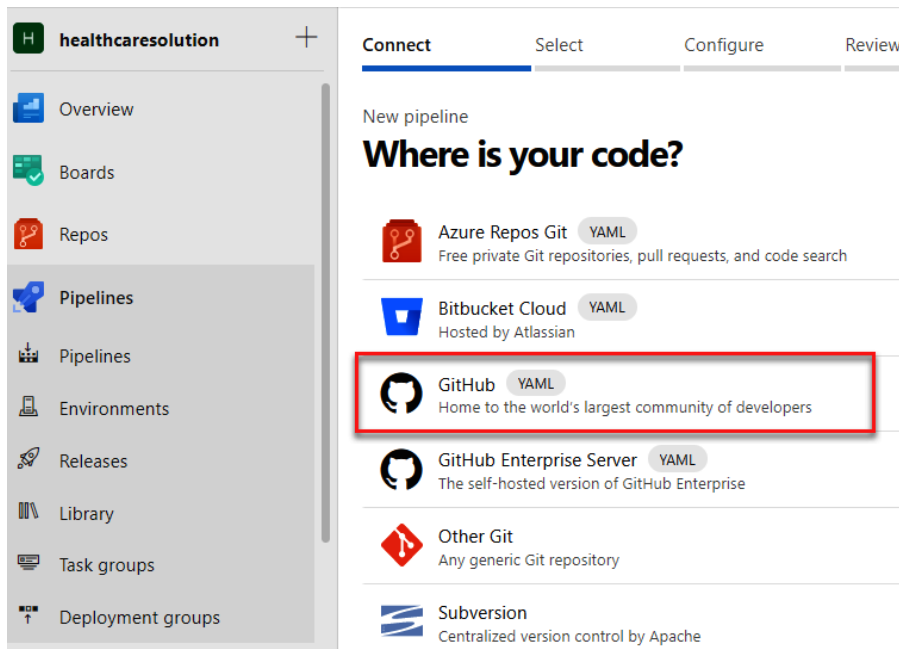 H healthcaresolution +
Overview
Boards
Repos
Pipelines
Pipelines
Environments
Releases
Library
Task groups
Deployment groups
Connect Select Configure Review
New pipeline
Where is your code?
Azure Repos Git YAML
Free private Git repositories, pull requests, and code search
Bitbucket Cloud YAML
Hosted by Atlassian
GitHub YAML
Home to the world's largest community of developers
GitHub Enterprise Server YAML
The self-hosted version of GitHub Enterprise
Other Git
Any generic Git repository
Subversion
Centralized version control by Apache